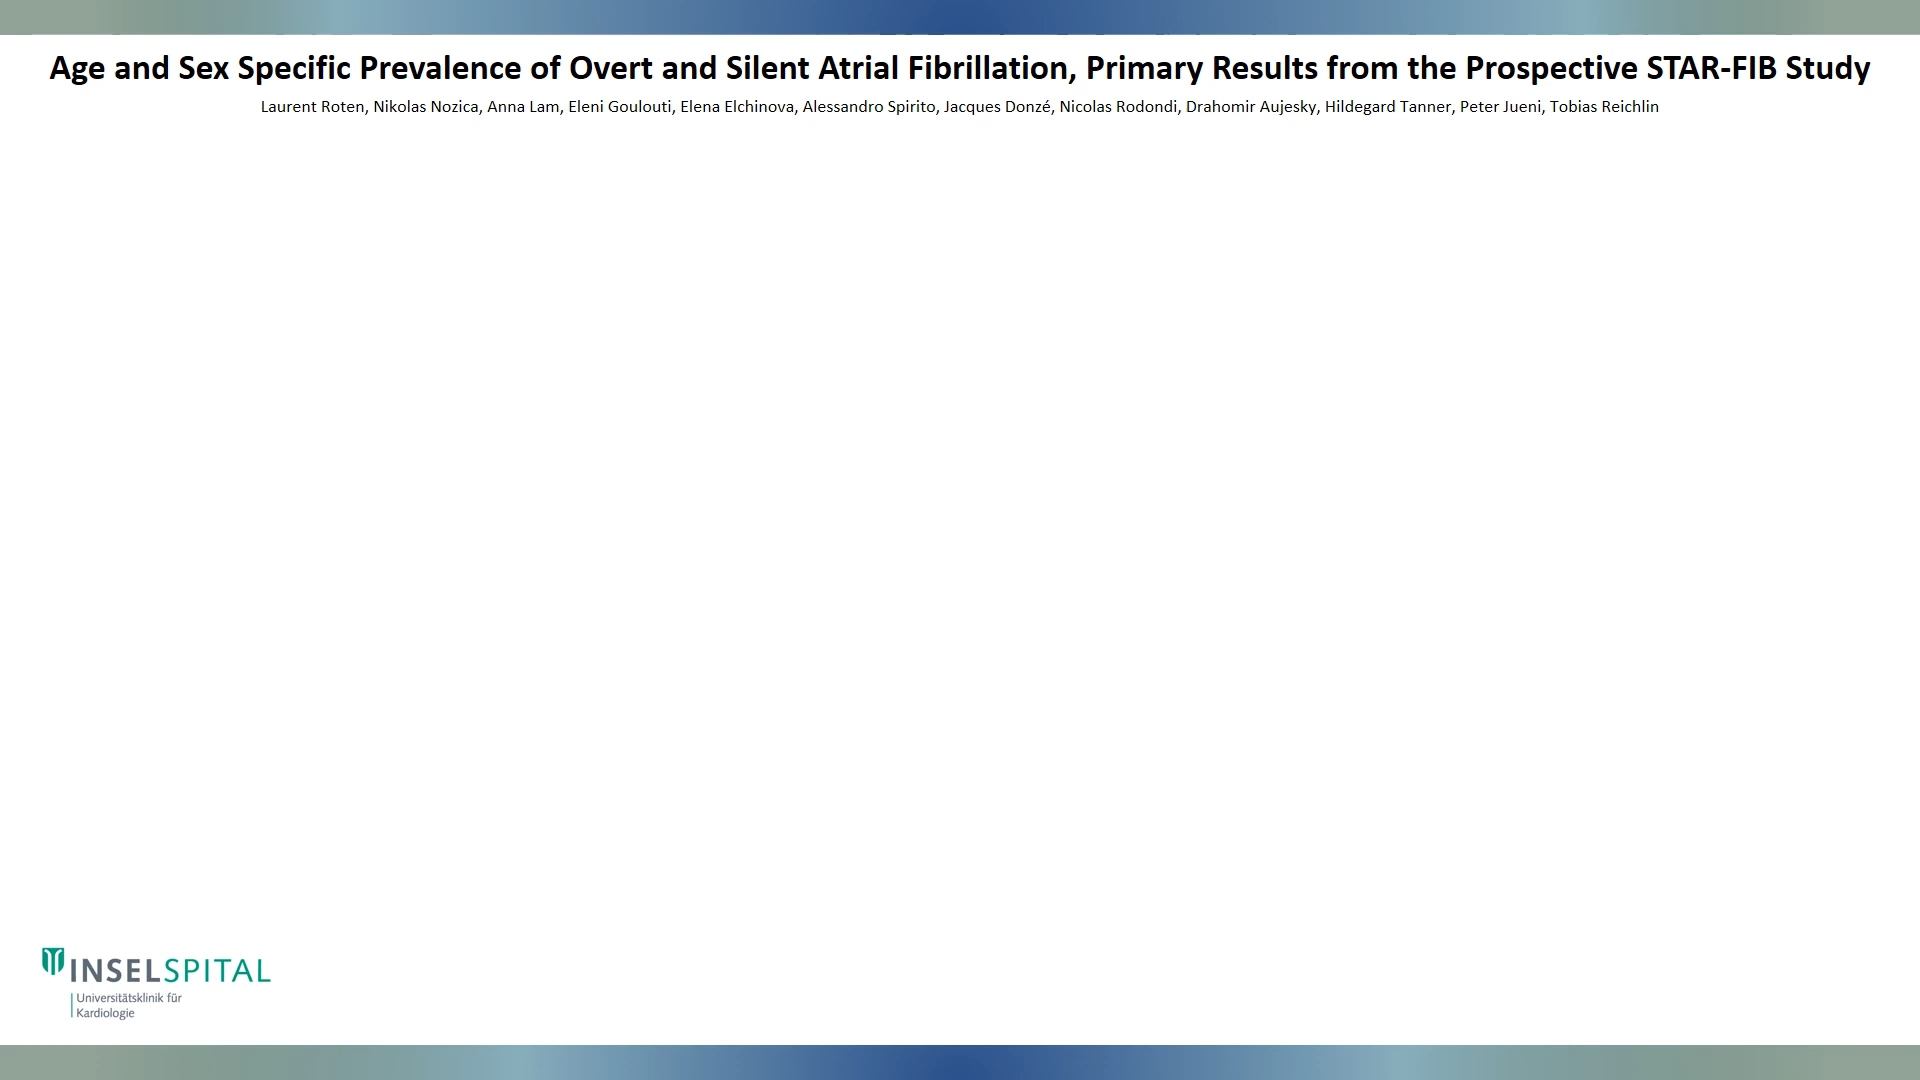 Age and Sex Specific Prevalence of Overt and Silent Atrial Fibrillation, Primary Results from the Prospective STAR-FIB Study
Laurent Roten, Nikolas Nozica, Anna Lam, Eleni Goulouti, Elena Elchinova, Alessandro Spirito, Jacques Donzé, Nicolas Rodondi, Drahomir Aujesky, Hildegard Tanner, Peter Jueni, Tobias Reichlin
INSELSPITAL
Universitätsklinik für
Kardiologie